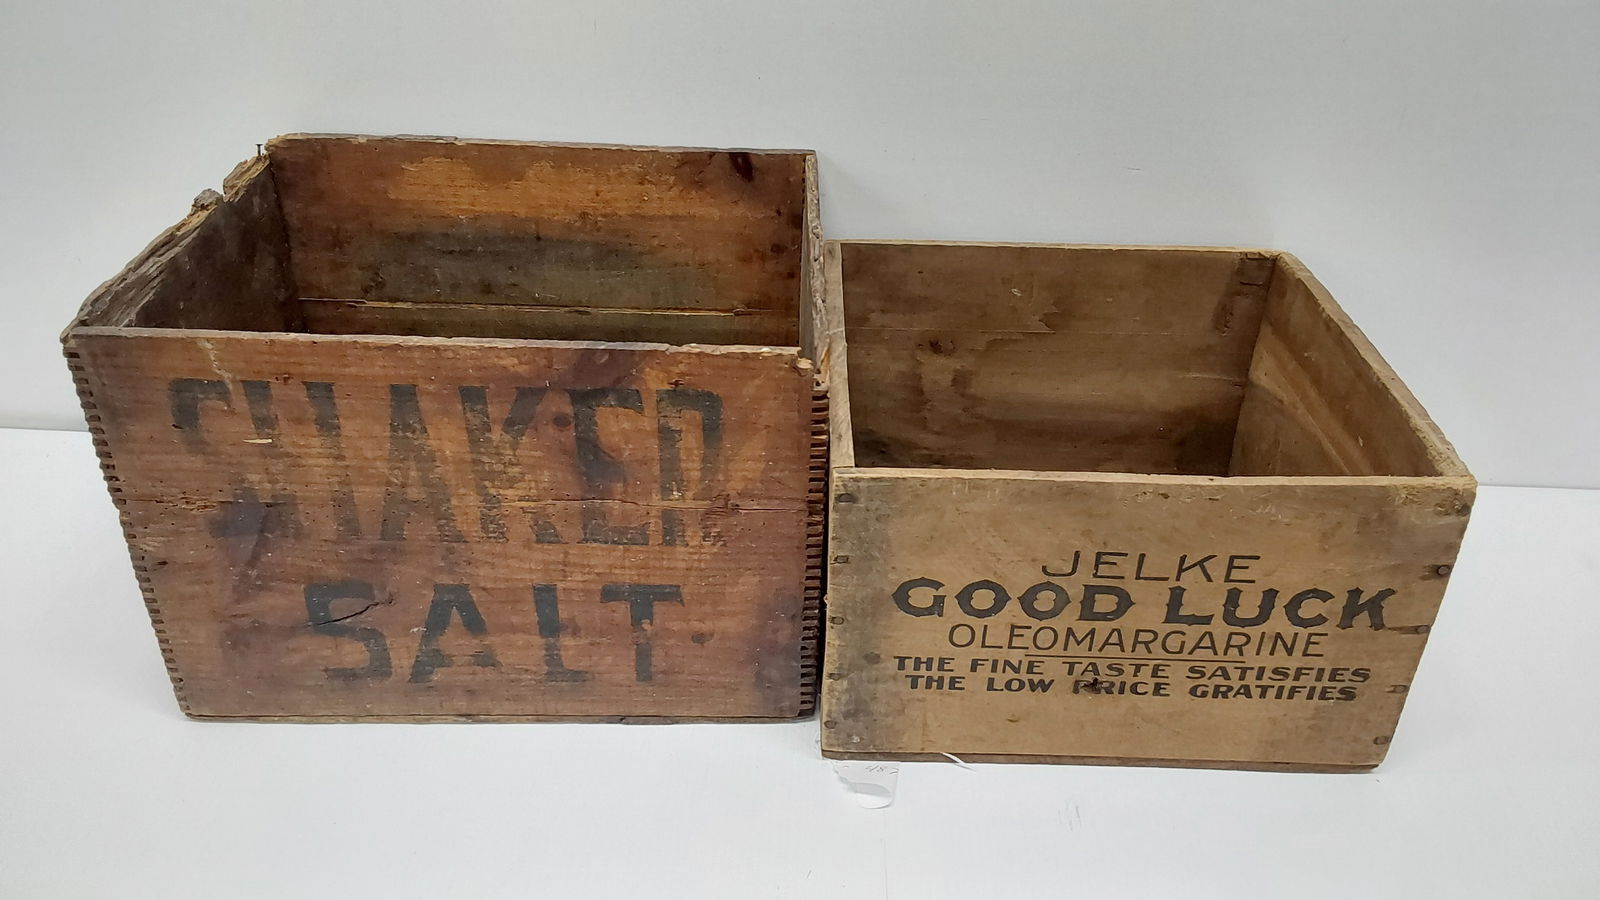 SHAKER
SALT
JELKE
GOOD LUCK
OLEOMARGARINE
THE FINE TASTE SATISFIES
THE LOW PRICE GRATIFIES